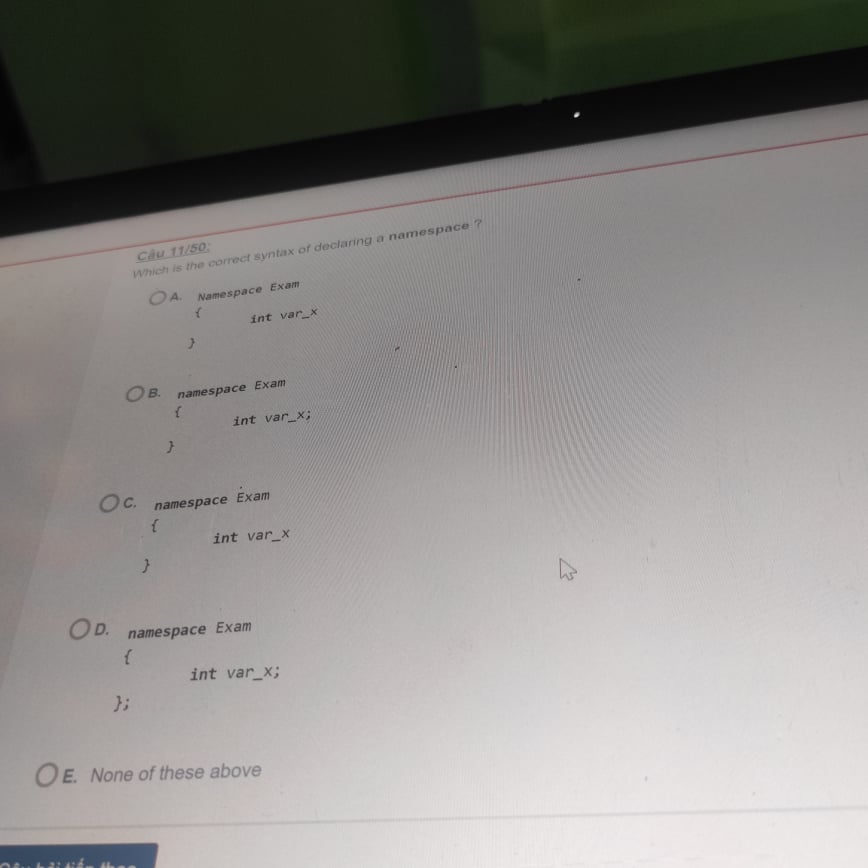 Câu 11/50:
Which is the correct syntax of declaring a namespace ?
A. Namespace Exam
{
int var_x
}
B. namespace Exam
{
int var_x;
}
C. namespace Exam
{
int var_x
}
D. namespace Exam
{
int var_x;
};
E. None of these above